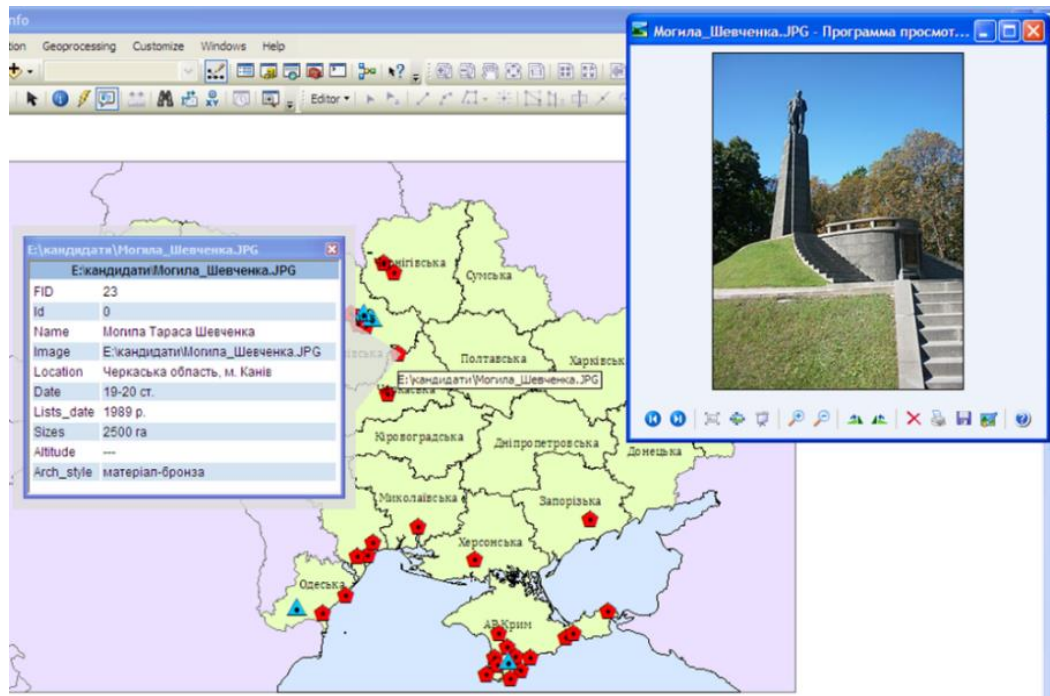 nfo
tion Geoprocessing Customize Windows Help
Editor
Могила_Шевченка.JPG - Программа просмот...
E:\кандидати\Могила_Шевченка.JPG
E:\кандидати\Могила_Шевченка.JPG
FID 23
Id 0
Name Могила Тараса Шевченка
Image E:\кандидати\Могила_Шевченка.JPG
Location Черкаська область, м. Канів
Date 19-20 ст.
Lists_date 1989 р.
Sizes 2500 га
Altitude ---
Arch_style матеріал-бронза
нігівська
Сумська
Полтавська
Харківськ
E:\кандидати\Могила_Шевченка.JPG
Кіровоградська
Дніпропетровська
Донецька
Миколаївська
Запорізька
Херсонська
Одеська
АР Крим